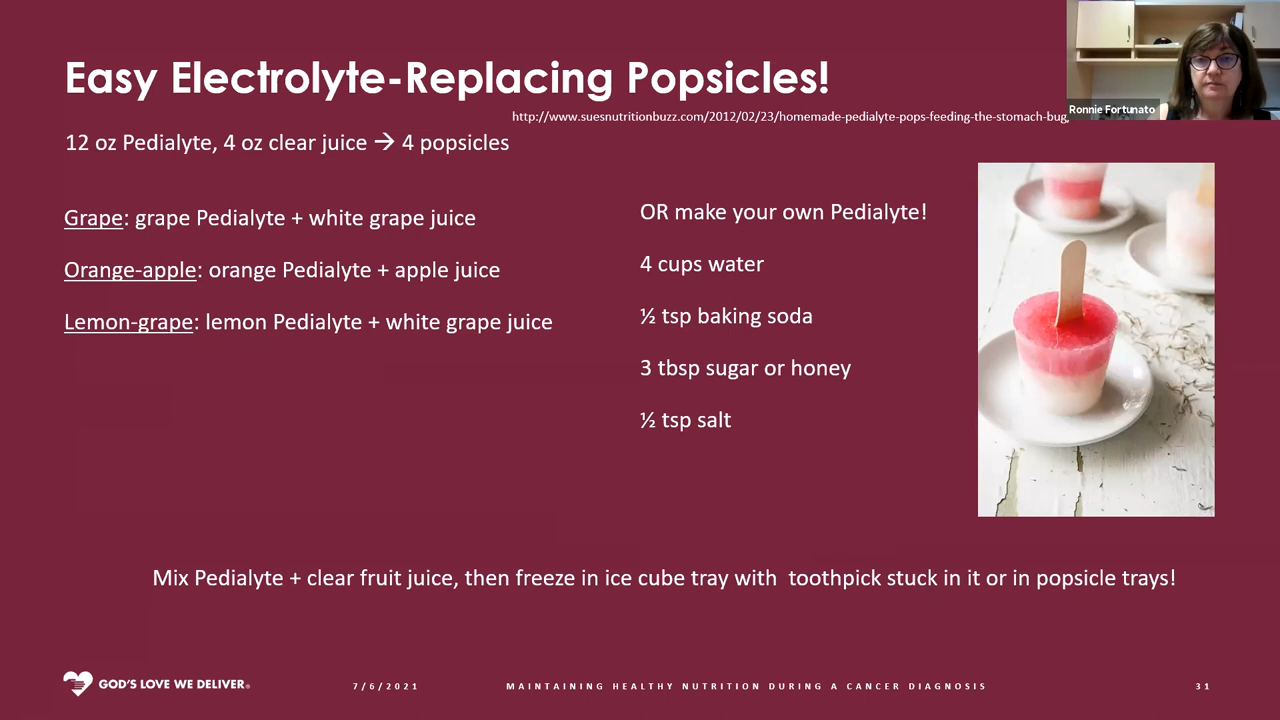 Easy Electrolyte-Replacing Popsicles!
Ronnie Fortunato
http://www.suesnutritionbuzz.com/2012/02/23/homemade-pedialyte-pops-feeding-the-stomach-bug/
12 oz Pedialyte, 4 oz clear juice → 4 popsicles
Grape: grape Pedialyte + white grape juice
Orange-apple: orange Pedialyte + apple juice
Lemon-grape: lemon Pedialyte + white grape juice
OR make your own Pedialyte!
4 cups water
½ tsp baking soda
3 tbsp sugar or honey
½ tsp salt
Mix Pedialyte + clear fruit juice, then freeze in ice cube tray with toothpick stuck in it or in popsicle trays!
GOD'S LOVE WE DELIVER®
7/6/2021
MAINTAINING HEALTHY NUTRITION DURING A CANCER DIAGNOSIS
31